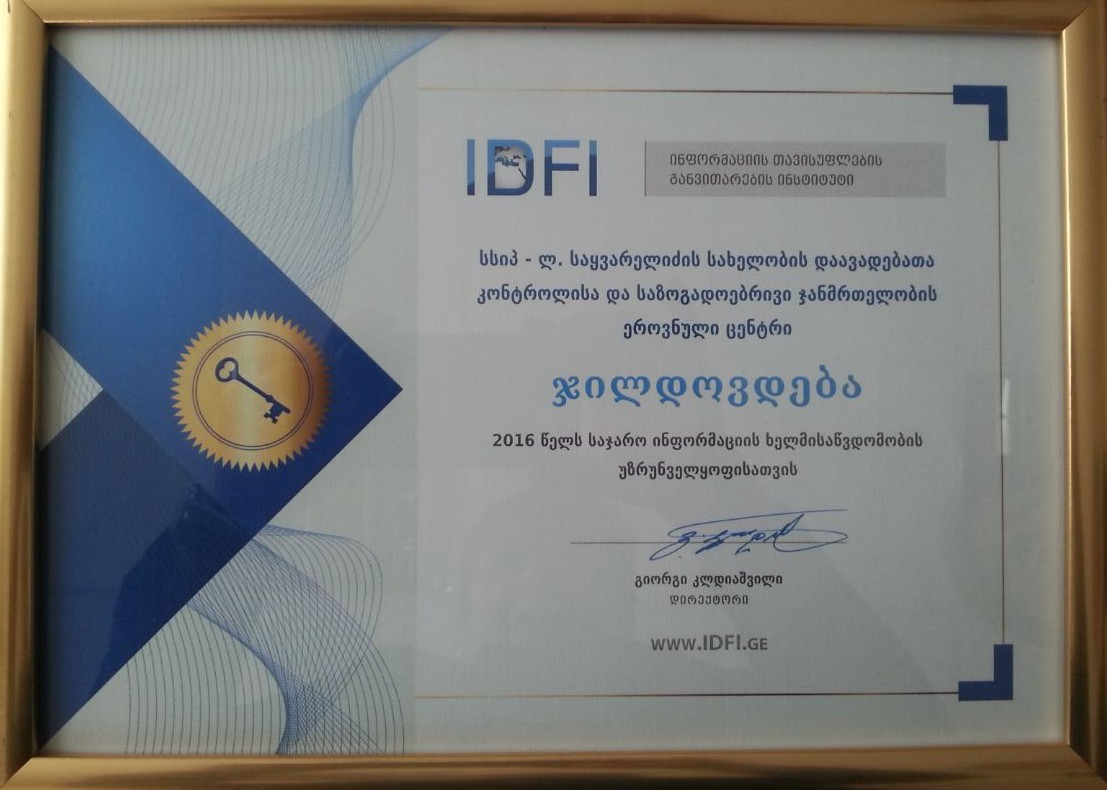 IDFI
ინფორმაციის თავისუფლების
განვითარების ინსტიტუტი
სსიპ - ლ. საყვარელიძის სახელობის დაავადებათა
კონტროლისა და საზოგადოებრივი ჯანმრთელობის
ეროვნული ცენტრი
ჯილდოვდება
2016 წელს საჯარო ინფორმაციის ხელმისაწვდომობის
უზრუნველყოფისათვის
გიორგი კლდიაშვილი
დირექტორი
WWW.IDFI.GE